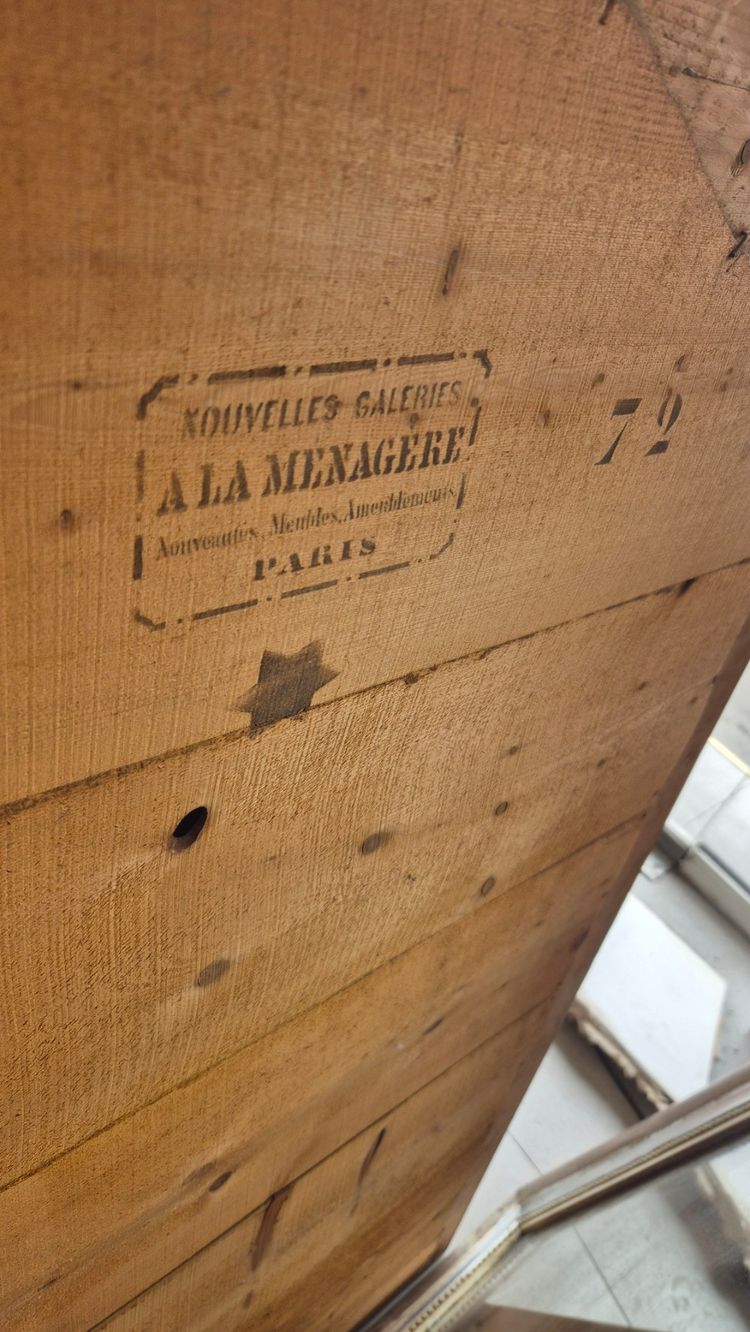 NOUVELLES GALERIES
A LA MENAGERE
Nouveautés, Meubles, Ameublements
PARIS
72